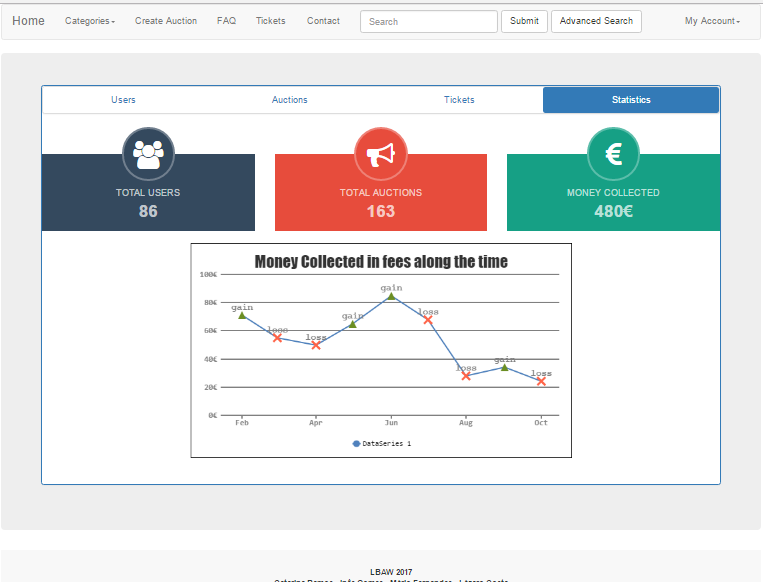 Home Categories Create Auction FAQ Tickets Contact Search Submit Advanced Search My Account
Users Auctions Tickets Statistics
TOTAL USERS TOTAL AUCTIONS MONEY COLLECTED
86 163 480€
Money Collected in fees along the time
100€
80€
60€
40€
20€
0€
gain
loss
loss
gain
gain
loss
loss
gain
loss
Feb Apr Jun Aug Oct
DataSeries 1
LBAW 2017